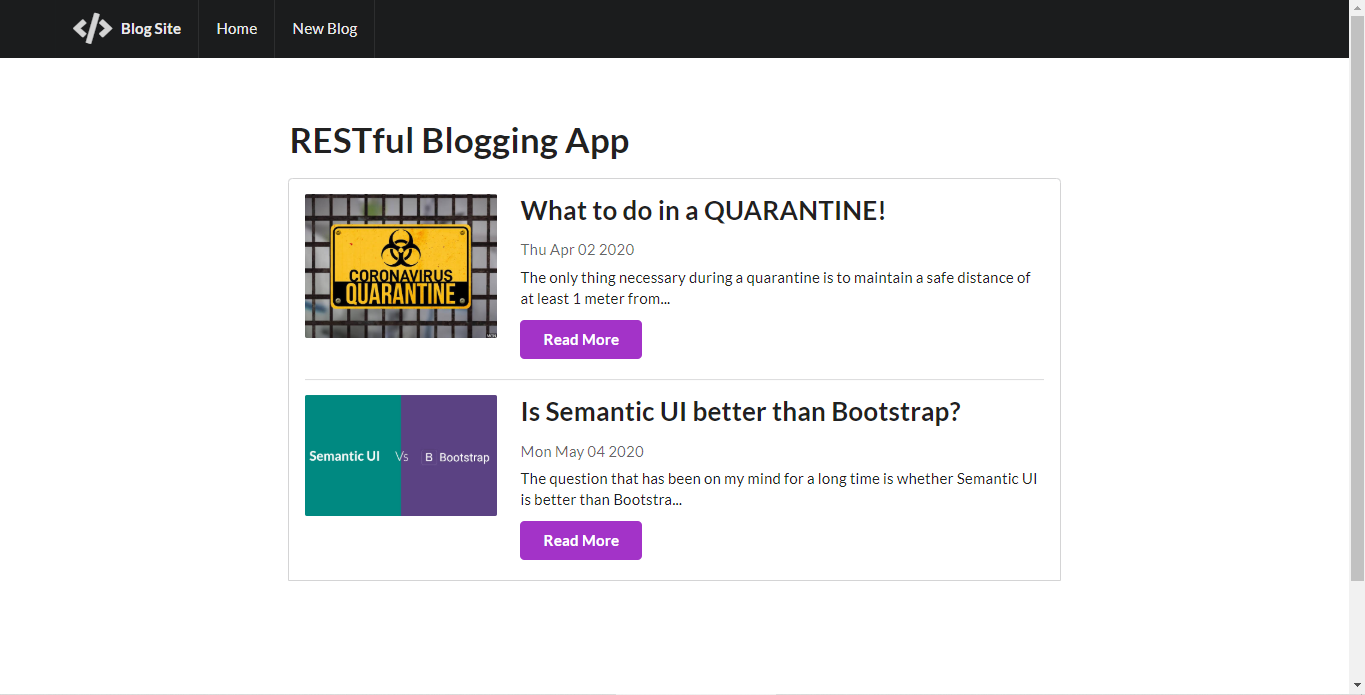 Blog Site
Home
New Blog
RESTful Blogging App
CORONAVIRUS
QUARANTINE
What to do in a QUARANTINE!
Thu Apr 02 2020
The only thing necessary during a quarantine is to maintain a safe distance of
at least 1 meter from...
Read More
Semantic UI Vs B Bootstrap
Is Semantic UI better than Bootstrap?
Mon May 04 2020
The question that has been on my mind for a long time is whether Semantic UI
is better than Bootstra...
Read More